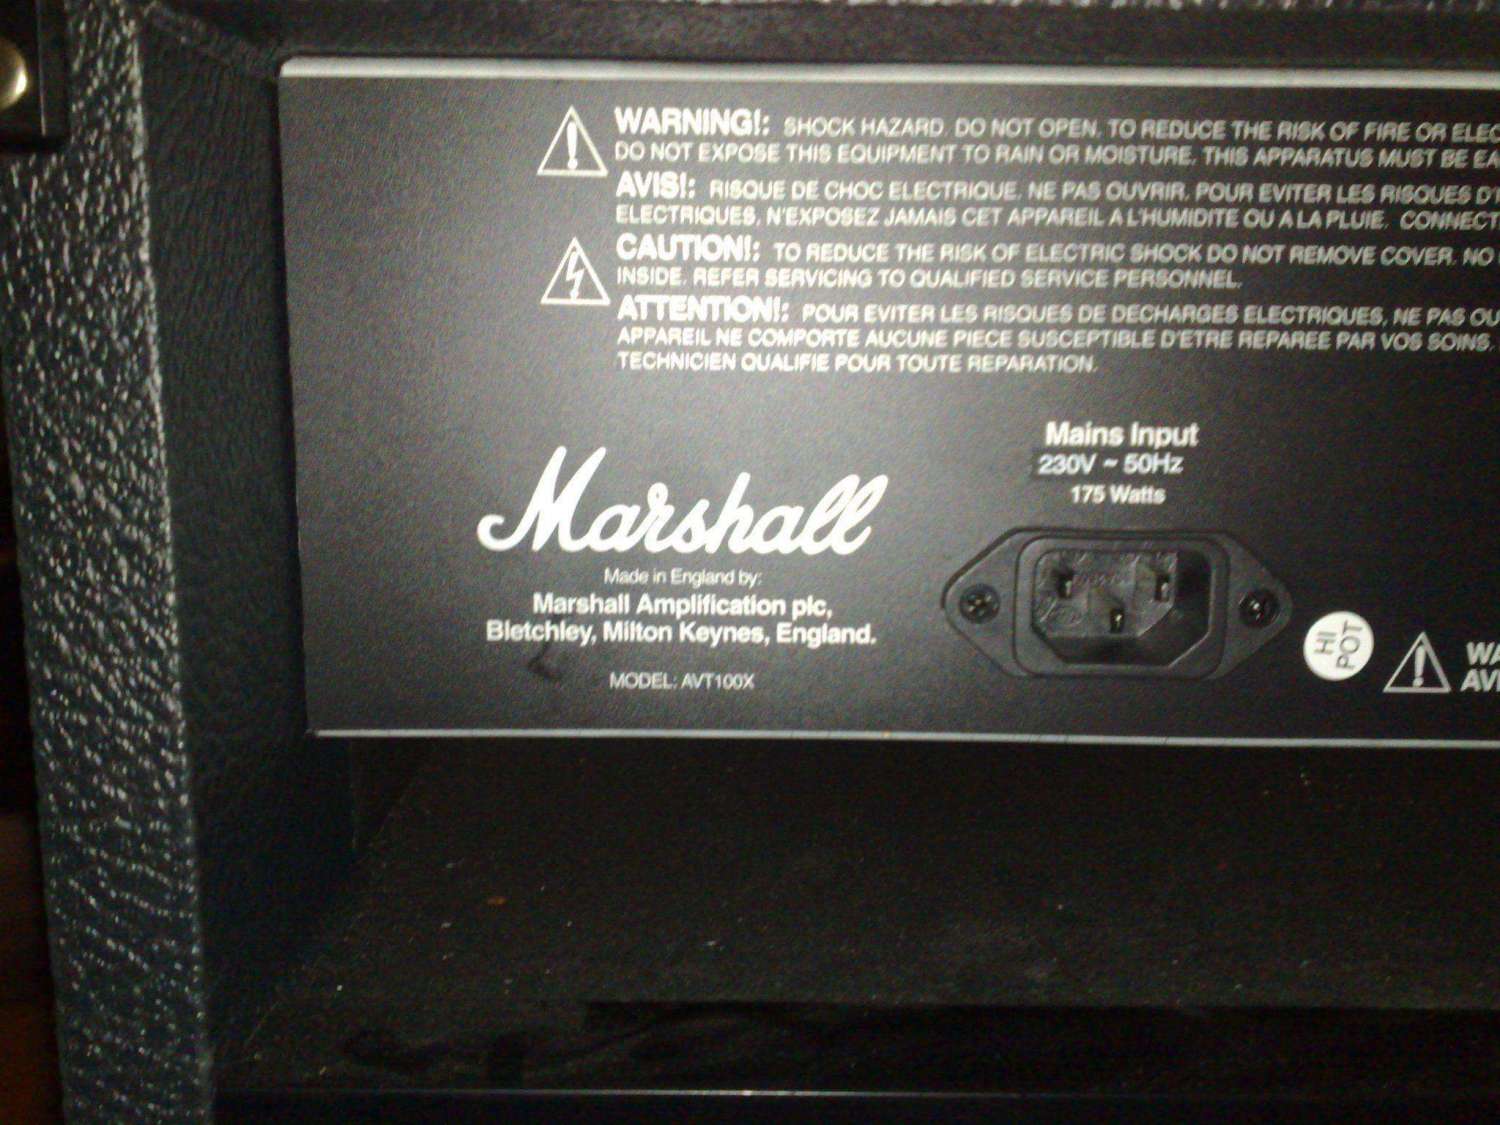 WARNING!: SHOCK HAZARD. DO NOT OPEN. TO REDUCE THE RISK OF FIRE OR ELEC
DO NOT EXPOSE THIS EQUIPMENT TO RAIN OR MOISTURE. THIS APPARATUS MUST BE EA
AVIS!: RISQUE DE CHOC ELECTRIQUE. NE PAS OUVRIR. POUR EVITER LES RISQUES D'I
ELECTRIQUES, N'EXPOSEZ JAMAIS CET APPAREIL A L'HUMIDITE OU A LA PLUIE. CONNECT
CAUTION!: TO REDUCE THE RISK OF ELECTRIC SHOCK DO NOT REMOVE COVER. NO
INSIDE. REFER SERVICING TO QUALIFIED SERVICE PERSONNEL.
ATTENTION!: POUR EVITER LES RISQUES DE DECHARGES ELECTRIQUES, NE PAS OU
APPAREIL NE COMPORTE AUCUNE PIECE SUSCEPTIBLE D'ETRE REPAREE PAR VOS SOINS.
TECHNICIEN QUALIFIE POUR TOUTE REPARATION.
Mains Input
230V ~ 50Hz
175 Watts
Marshall
Made in England by:
Marshall Amplification plc,
Bletchley, Milton Keynes, England.
MODEL: AVT100X
HI
POT
WA
AVI